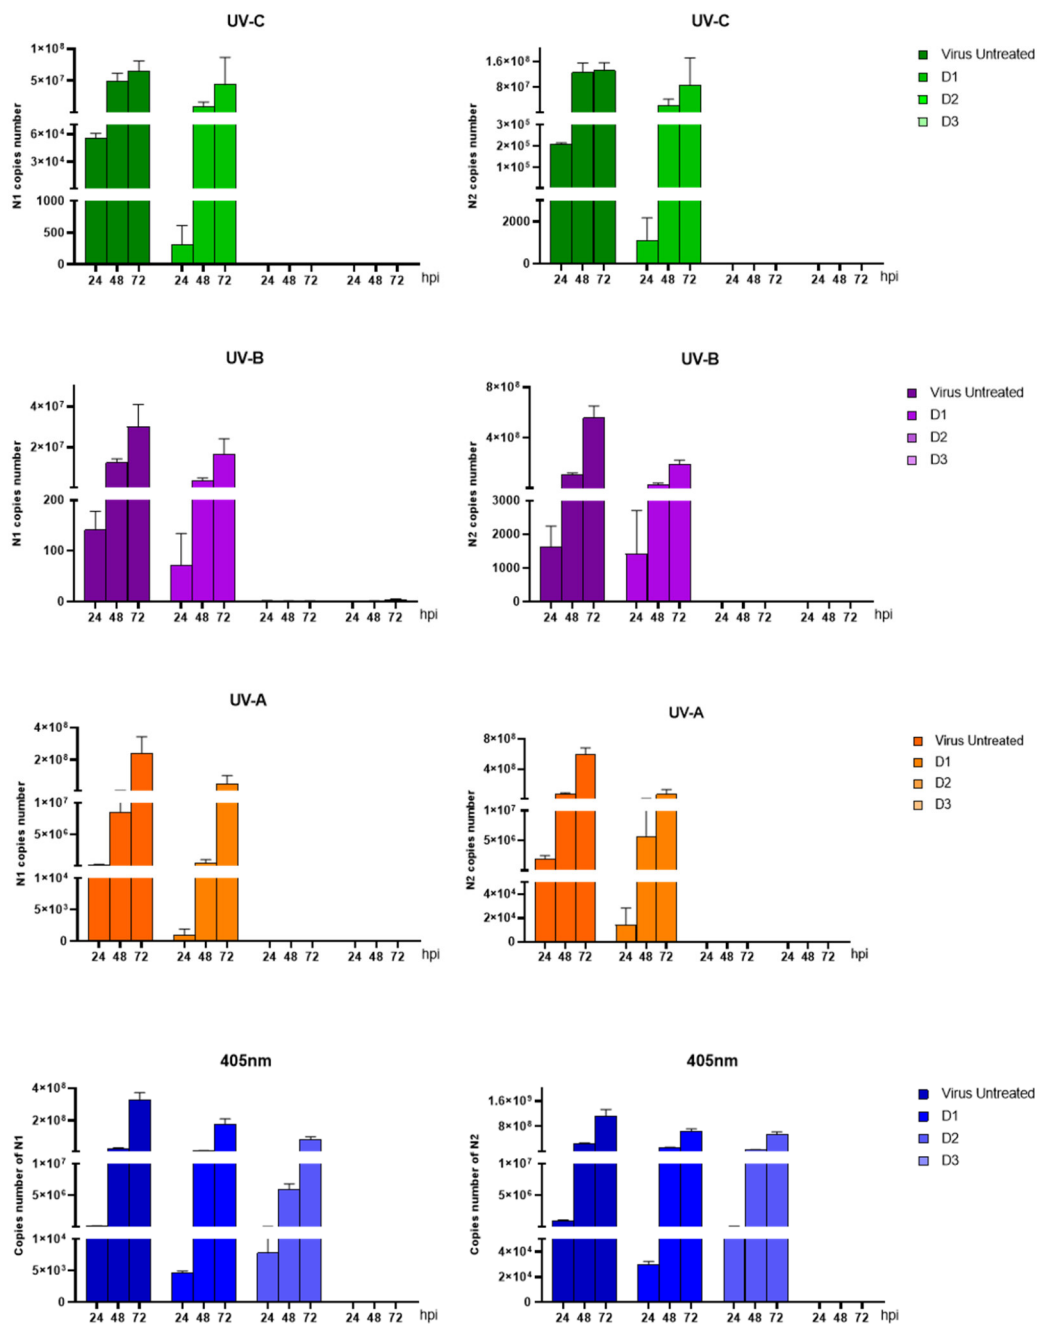 UV-C
N1 copies number
1×10⁸
5×10⁷
6×10⁴
3×10⁴
1000
500
0
24 48 72 24 48 72 24 48 72 24 48 72 hpi
UV-C
N2 copies number
1.6×10⁸
8×10⁷
3×10⁵
2×10⁵
1×10⁵
2000
0
24 48 72 24 48 72 24 48 72 24 48 72 hpi
Virus Untreated
D1
D2
D3
UV-B
N1 copies number
4×10⁷
2×10⁷
200
100
0
24 48 72 24 48 72 24 48 72 24 48 72 hpi
UV-B
N2 copies number
8×10⁸
4×10⁸
3000
2000
1000
0
24 48 72 24 48 72 24 48 72 24 48 72 hpi
Virus Untreated
D1
D2
D3
UV-A
N1 copies number
4×10⁸
2×10⁸
1×10⁷
5×10⁶
1×10⁴
5×10³
0
24 48 72 24 48 72 24 48 72 24 48 72 hpi
UV-A
N2 copies number
8×10⁸
4×10⁸
1×10⁷
5×10⁶
4×10⁴
2×10⁴
0
24 48 72 24 48 72 24 48 72 24 48 72 hpi
Virus Untreated
D1
D2
D3
405nm
Copies number of N1
4×10⁸
2×10⁸
1×10⁷
5×10⁶
1×10⁴
5×10³
0
24 48 72 24 48 72 24 48 72 24 48 72 hpi
405nm
Copies number of N2
1.6×10⁹
8×10⁸
1×10⁷
5×10⁶
4×10⁴
2×10⁴
0
24 48 72 24 48 72 24 48 72 24 48 72 hpi
Virus Untreated
D1
D2
D3